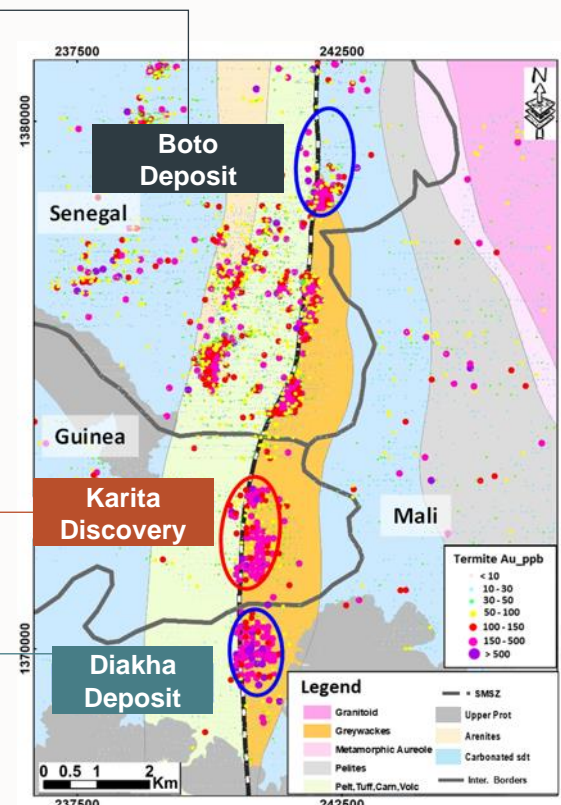 237500
242500
N
1380000
Boto
Deposit
Senegal
Guinea
Karita
Discovery
Mali
Termite Au_ppb
< 10
10 - 30
30 - 50
50 - 100
100 - 150
150 - 500
> 500
1370000
Diakha
Deposit
Legend
Granitoid
Greywackes
Metamorphic Aureole
Pelites
Pelt,Tuff,Carn,Volc
SMSZ
Upper Prot
Arenites
Carbonated sdt
Inter. Borders
0 0.5 1 2
Km
237500
242500